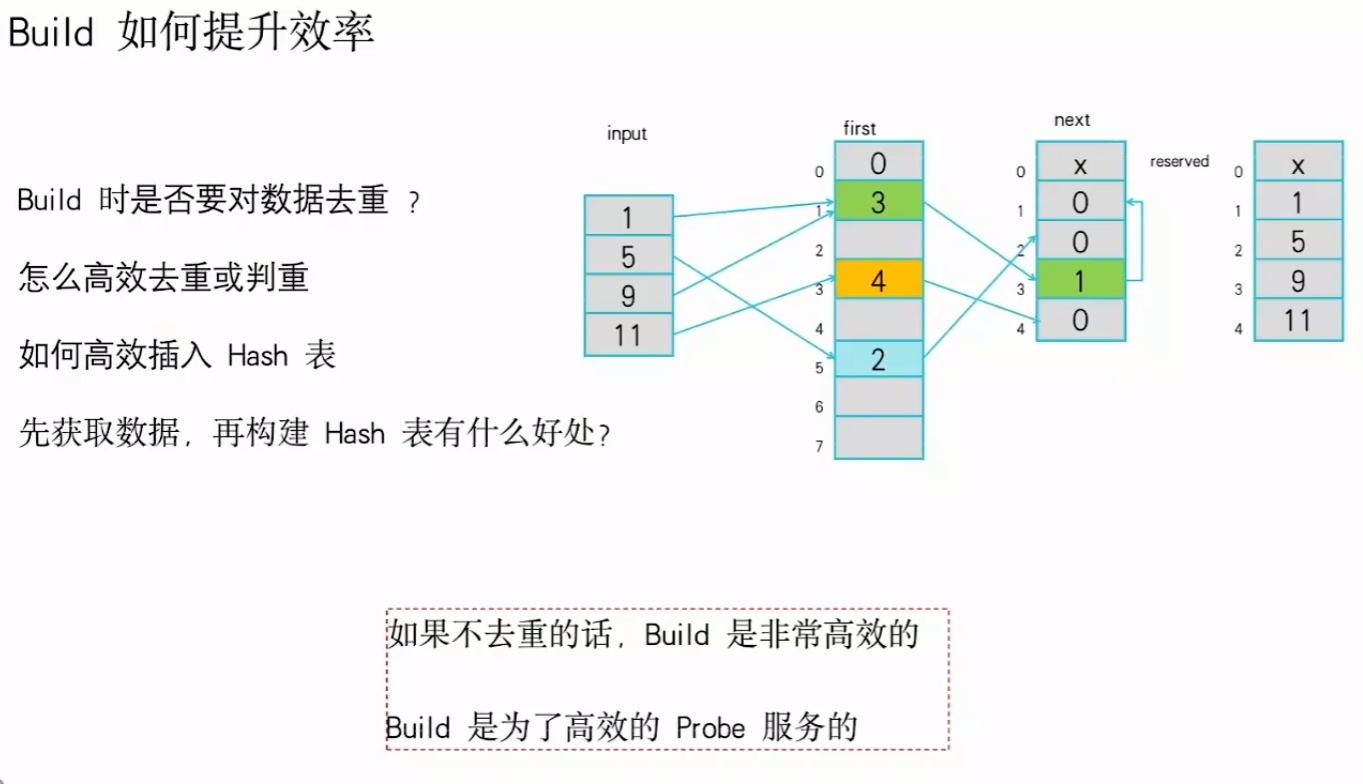 Build 如何提升效率
Build 时是否要对数据去重 ?
怎么高效去重或判重
如何高效插入 Hash 表
先获取数据, 再构建 Hash 表有什么好处?
input
1
5
9
11
first
0 0
1 3
2
3 4
4
5 2
6
7
next
0 x
1 0
2 0
3 1
4 0
reserved
0 x
1 1
2 5
3 9
4 11
如果不去重的话, Build 是非常高效的
Build 是为了高效的 Probe 服务的